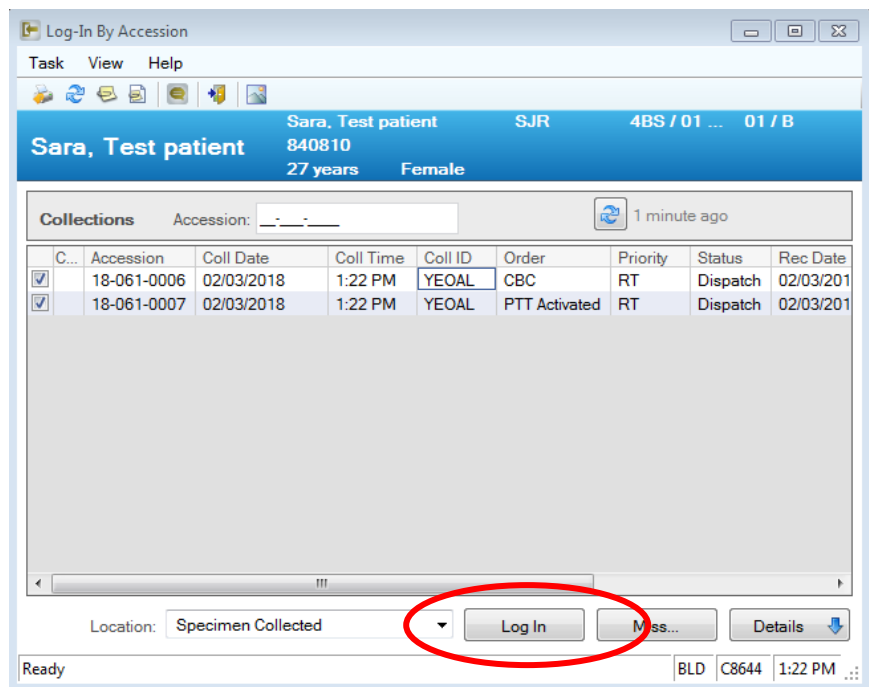 Log-In By Accession
Task View Help
Sara, Test patient SJR 4BS / 01 ... 01 / B
Sara, Test patient 840810
27 years Female
Collections Accession: __-___-____ 1 minute ago
C... Accession Coll Date Coll Time Coll ID Order Priority Status Rec Date
18-061-0006 02/03/2018 1:22 PM YEOAL CBC RT Dispatch 02/03/201
18-061-0007 02/03/2018 1:22 PM YEOAL PTT Activated RT Dispatch 02/03/201
Location: Specimen Collected Log In Miss... Details
Ready BLD C8644 1:22 PM